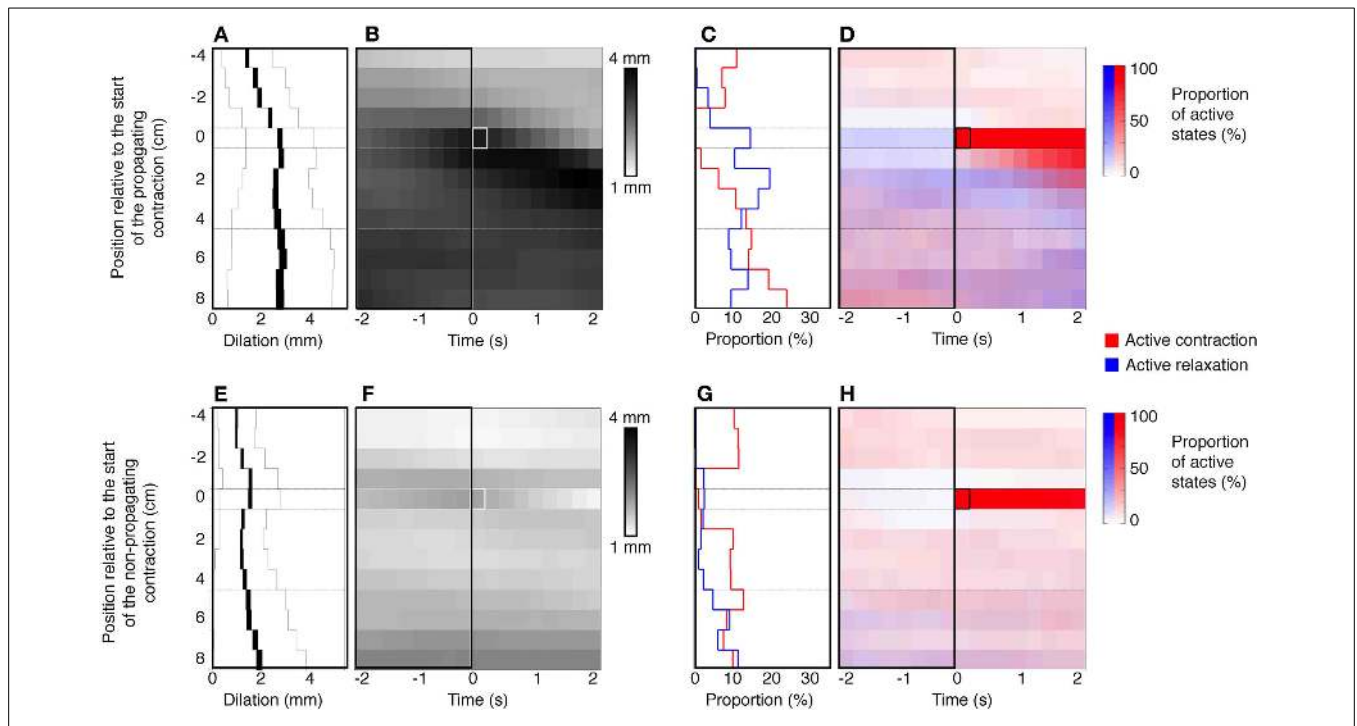 A
B
C
D
Position relative to the start
of the propagating
contraction (cm)
-4
-2
0
2
4
6
8
0 2 4
Dilation (mm)
-2 -1 0 1 2
Time (s)
4 mm
1 mm
0 10 20 30
Proportion (%)
-2 -1 0 1 2
Time (s)
100
50
0
Proportion
of active
states (%)
Active contraction
Active relaxation
E
F
G
H
Position relative to the start
of the non-propagating
contraction (cm)
-4
-2
0
2
4
6
8
0 2 4
Dilation (mm)
-2 -1 0 1 2
Time (s)
4 mm
1 mm
0 10 20 30
Proportion (%)
-2 -1 0 1 2
Time (s)
100
50
0
Proportion
of active
states (%)